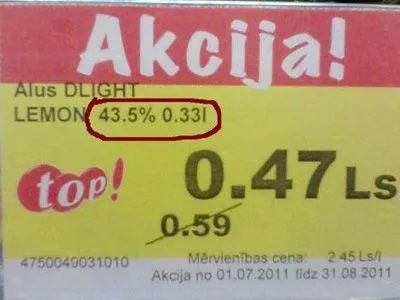 Akcija!
Alus DLIGHT
LEMON 43.5% 0.33l
top!
0.47 Ls
0.59
4750049031010
Mērvienības cena: 2.45 Ls/l
Akcija no 01.07.2011 līdz 31.08.2011